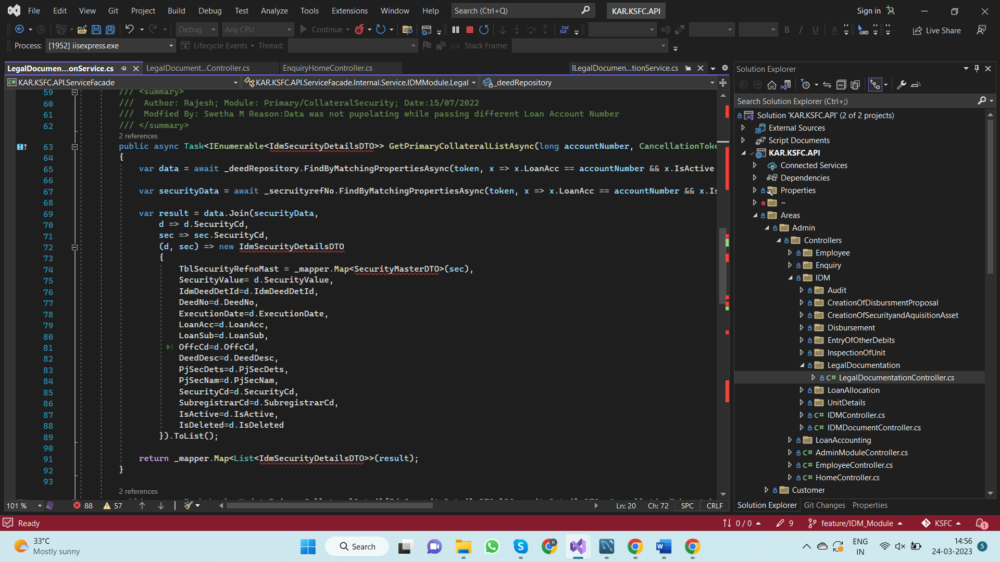 File Edit View Git Project Build Debug Test Analyze Tools Extensions Window Help Search (Ctrl+Q) KAR.KSFC.API Sign in
Debug Any CPU Continue Live Share
Process: [1952] iisexpress.exe Lifecycle Events Thread: Stack Frame:
LegalDocumen...onService.cs LegalDocument...Controller.cs EnquiryHomeController.cs ILegalDocumen...tionService.cs
KAR.KSFC.API.ServiceFacade KAR.KSFC.API.ServiceFacade.Internal.Service.IDMModule.Legal _deedRepository
59 /// <summary>
60 /// Author: Rajesh; Module: Primary/CollateralSecurity; Date:15/07/2022
61 /// Modfied By: Swetha M Reason:Data was not pupolating while passing different Loan Account Number
62 /// </summary>
2 references
63 public async Task<IEnumerable<IdmSecurityDetailsDTO>> GetPrimaryCollateralListAsync(long accountNumber, CancellationToke
64 {
65 var data = await _deedRepository.FindByMatchingPropertiesAsync(token, x => x.LoanAcc == accountNumber && x.IsActive
66
67 var securityData = await _secruityrefNo.FindByMatchingPropertiesAsync(token, x => x.LoanAcc == accountNumber && x.Is
68
69 var result = data.Join(securityData,
70 d => d.SecurityCd,
71 sec => sec.SecurityCd,
72 (d, sec) => new IdmSecurityDetailsDTO
73 {
74 TblSecurityRefnoMast = _mapper.Map<SecurityMasterDTO>(sec),
75 SecurityValue= d.SecurityValue,
76 IdmDeedDetId=d.IdmDeedDetId,
77 DeedNo=d.DeedNo,
78 ExecutionDate=d.ExecutionDate,
79 LoanAcc=d.LoanAcc,
80 LoanSub=d.LoanSub,
81 OffcCd=d.OffcCd,
82 DeedDesc=d.DeedDesc,
83 PjSecDets=d.PjSecDets,
84 PjSecNam=d.PjSecNam,
85 SecurityCd=d.SecurityCd,
86 SubregistrarCd=d.SubregistrarCd,
87 IsActive=d.IsActive,
88 IsDeleted=d.IsDeleted
89 }).ToList();
90
91 return _mapper.Map<List<IdmSecurityDetailsDTO>>(result);
92 }
93
2 references
101 % 88 57 Ln: 20 Ch: 72 SPC CRLF
Solution Explorer
Search Solution Explorer (Ctrl+;)
Solution 'KAR.KSFC.API' (2 of 2 projects)
External Sources
Script Documents
KAR.KSFC.API
Connected Services
Dependencies
Properties
~
Areas
Admin
Controllers
Employee
Enquiry
IDM
Audit
CreationOfDisbursmentProposal
CreationOfSecurityandAquisitionAsset
Disbursement
EntryOfOtherDebits
InspectionOfUnit
LegalDocumentation
C# LegalDocumentationController.cs
LoanAllocation
UnitDetails
C# IDMController.cs
C# IDMDocumentController.cs
LoanAccounting
C# AdminModuleController.cs
C# EmployeeController.cs
C# HomeController.cs
Customer
Solution Explorer Git Changes Properties
Ready 0 / 0 9 feature/IDM_Module KSFC 1
33°C
Mostly sunny
Search
ENG
IN
14:56
24-03-2023
5